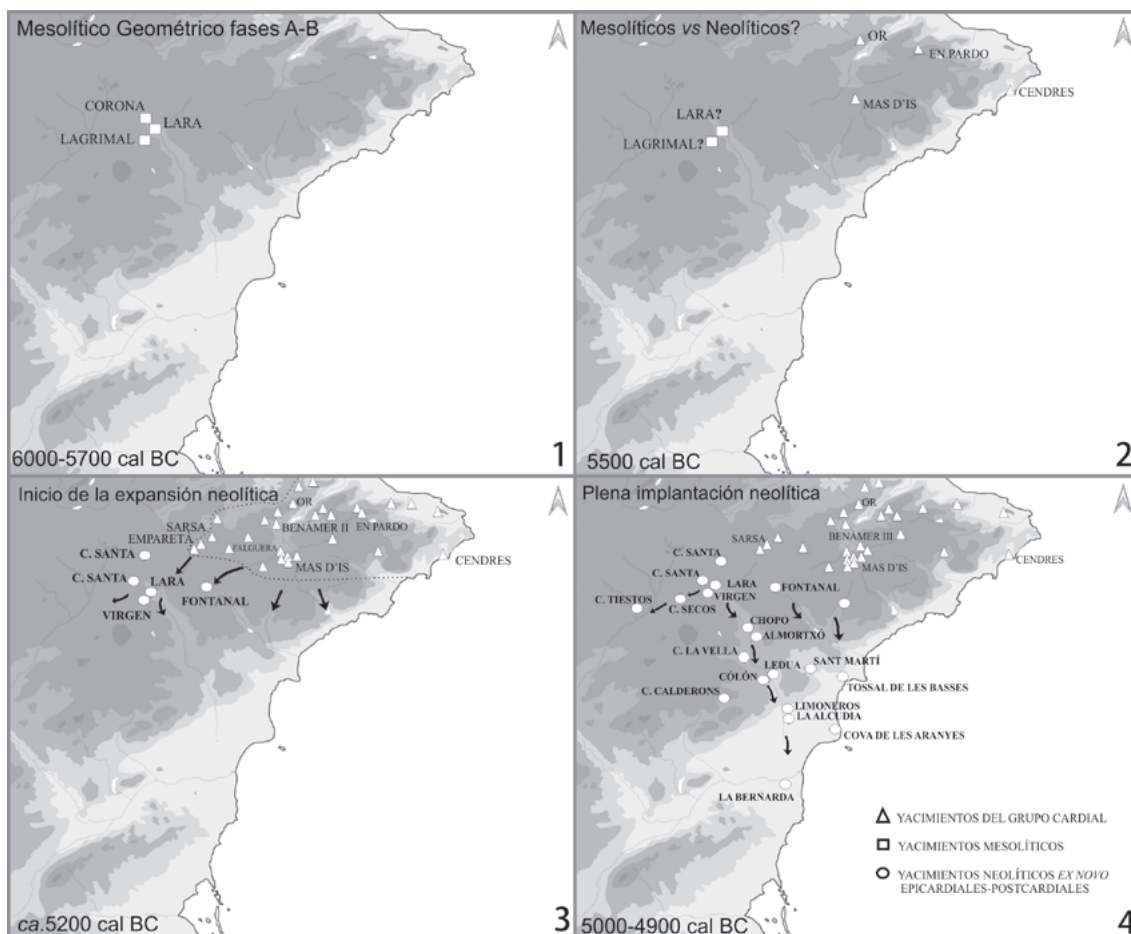 Mesolítico Geométrico fases A-B
CORONA
LARA
LAGRIMAL
6000-5700 cal BC
1
Mesolíticos vs Neolíticos?
OR
EN PARDO
CENDRES
MAS D'IS
LARA?
LAGRIMAL?
5500 cal BC
2
Inicio de la expansión neolítica
OR
SARSA
BENÀMER II
EN PARDO
EMPARETA
FALGUERA
C. SANTA
MAS D'IS
CENDRES
C. SANTA
LARA
FONTANAL
VIRGEN
ca.5200 cal BC
3
Plena implantación neolítica
OR
BENÀMER III
SARSA
C. SANTA
MAS D'IS
CENDRES
C. SANTA
LARA
FONTANAL
VIRGEN
C. TIESTOS
C. SECOS
CHOPO
ALMORTXÓ
C. LA VELLA
LEDUA
SANT MARTÍ
CÓLÓN
TOSSAL DE LES BASSES
C. CALDERONS
LIMONEROS
LA ALCUDIA
COVA DE LES ARANYES
LA BERNARDA
YACIMIENTOS DEL GRUPO CARDIAL
YACIMIENTOS MESOLÍTICOS
YACIMIENTOS NEOLÍTICOS EX NOVO
EPICARDIALES-POSTCARDIALES
5000-4900 cal BC
4